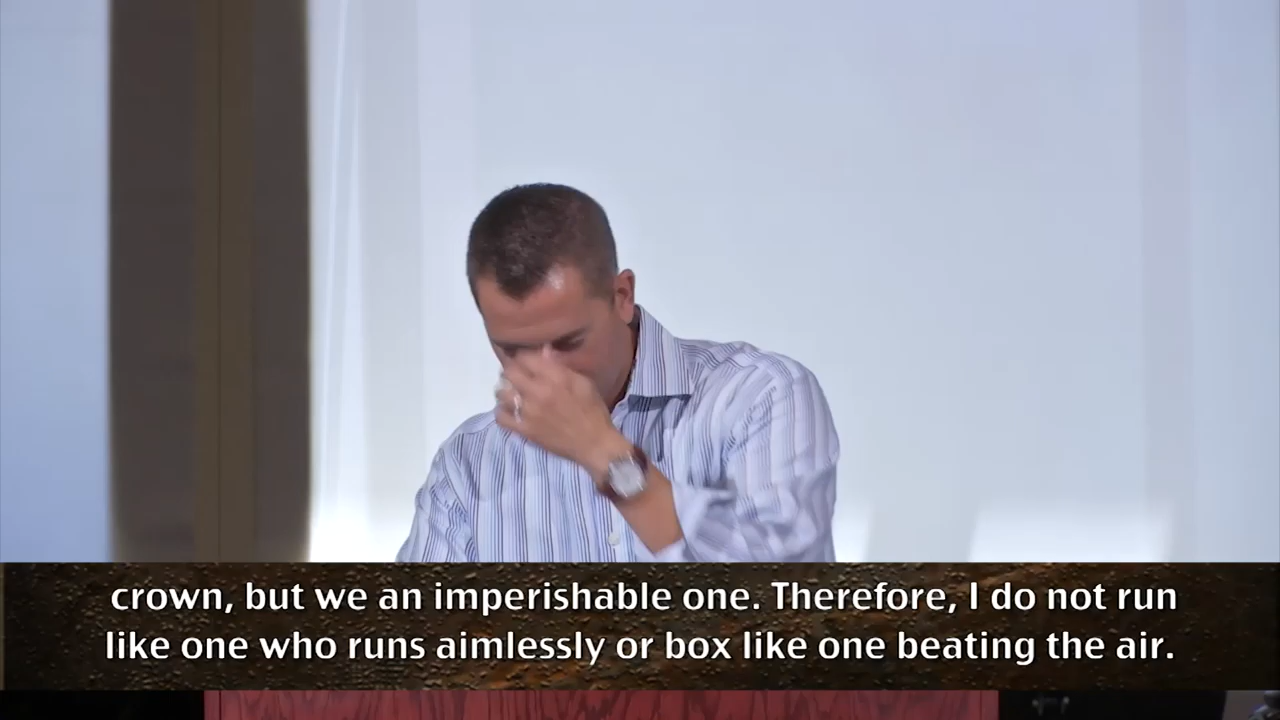 crown, but we an imperishable one. Therefore, I do not run
like one who runs aimlessly or box like one beating the air.